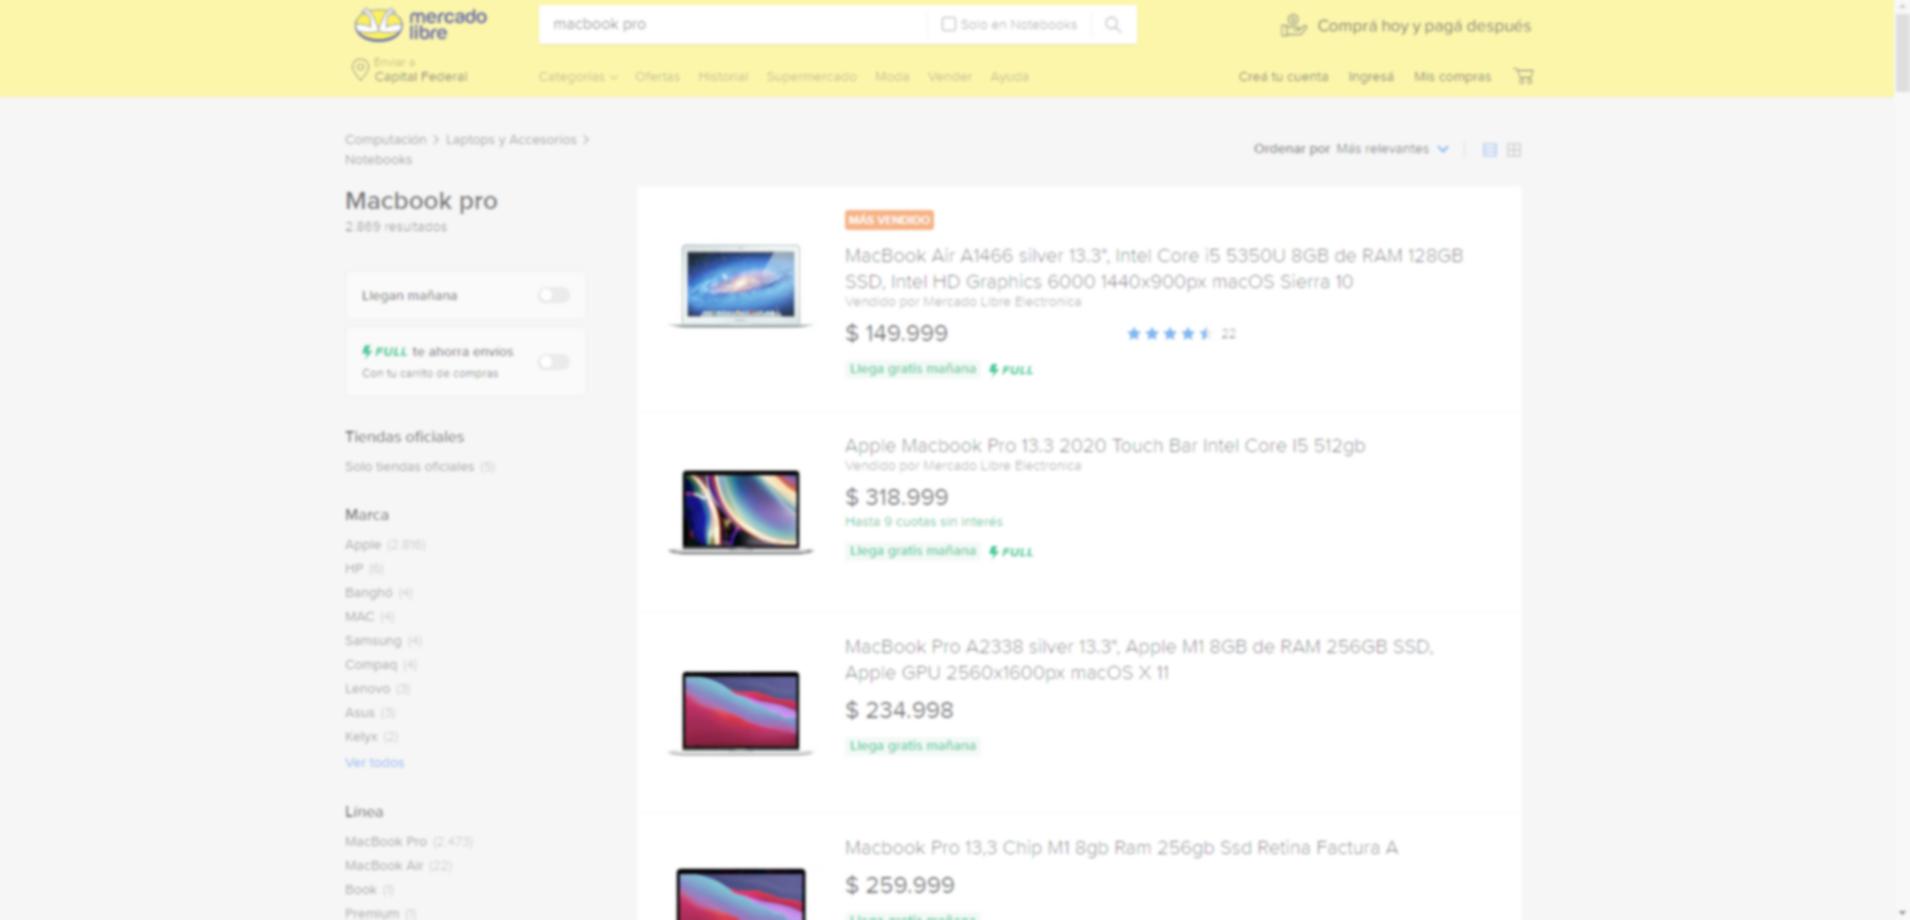 mercado
libre
macbook pro
Solo en Notebooks
Comprá hoy y pagá después
Enviar a
Capital Federal
Categorías
Ofertas
Historial
Supermercado
Moda
Vender
Ayuda
Creá tu cuenta
Ingresá
Mis compras
Computación > Laptops y Accesorios >
Notebooks
Ordenar por Más relevantes
Macbook pro
2.869 resultados
Llegan mañana
FULL te ahorra envíos
Con tu carrito de compras
Tiendas oficiales
Solo tiendas oficiales (5)
Marca
Apple (2.816)
HP (6)
Banghó (4)
MAC (4)
Samsung (4)
Compaq (4)
Lenovo (3)
Asus (3)
Kelyx (2)
Ver todos
Línea
MacBook Pro (2.473)
MacBook Air (22)
Book (1)
Premium (1)
MÁS VENDIDO
MacBook Air A1466 silver 13.3", Intel Core i5 5350U 8GB de RAM 128GB
SSD, Intel HD Graphics 6000 1440x900px macOS Sierra 10
Vendido por Mercado Libre Electronica
$ 149.999
22
Llega gratis mañana FULL
Apple Macbook Pro 13.3 2020 Touch Bar Intel Core I5 512gb
Vendido por Mercado Libre Electronica
$ 318.999
Hasta 9 cuotas sin interés
Llega gratis mañana FULL
MacBook Pro A2338 silver 13.3", Apple M1 8GB de RAM 256GB SSD,
Apple GPU 2560x1600px macOS X 11
$ 234.998
Llega gratis mañana
Macbook Pro 13,3 Chip M1 8gb Ram 256gb Ssd Retina Factura A
$ 259.999
Llega gratis mañana